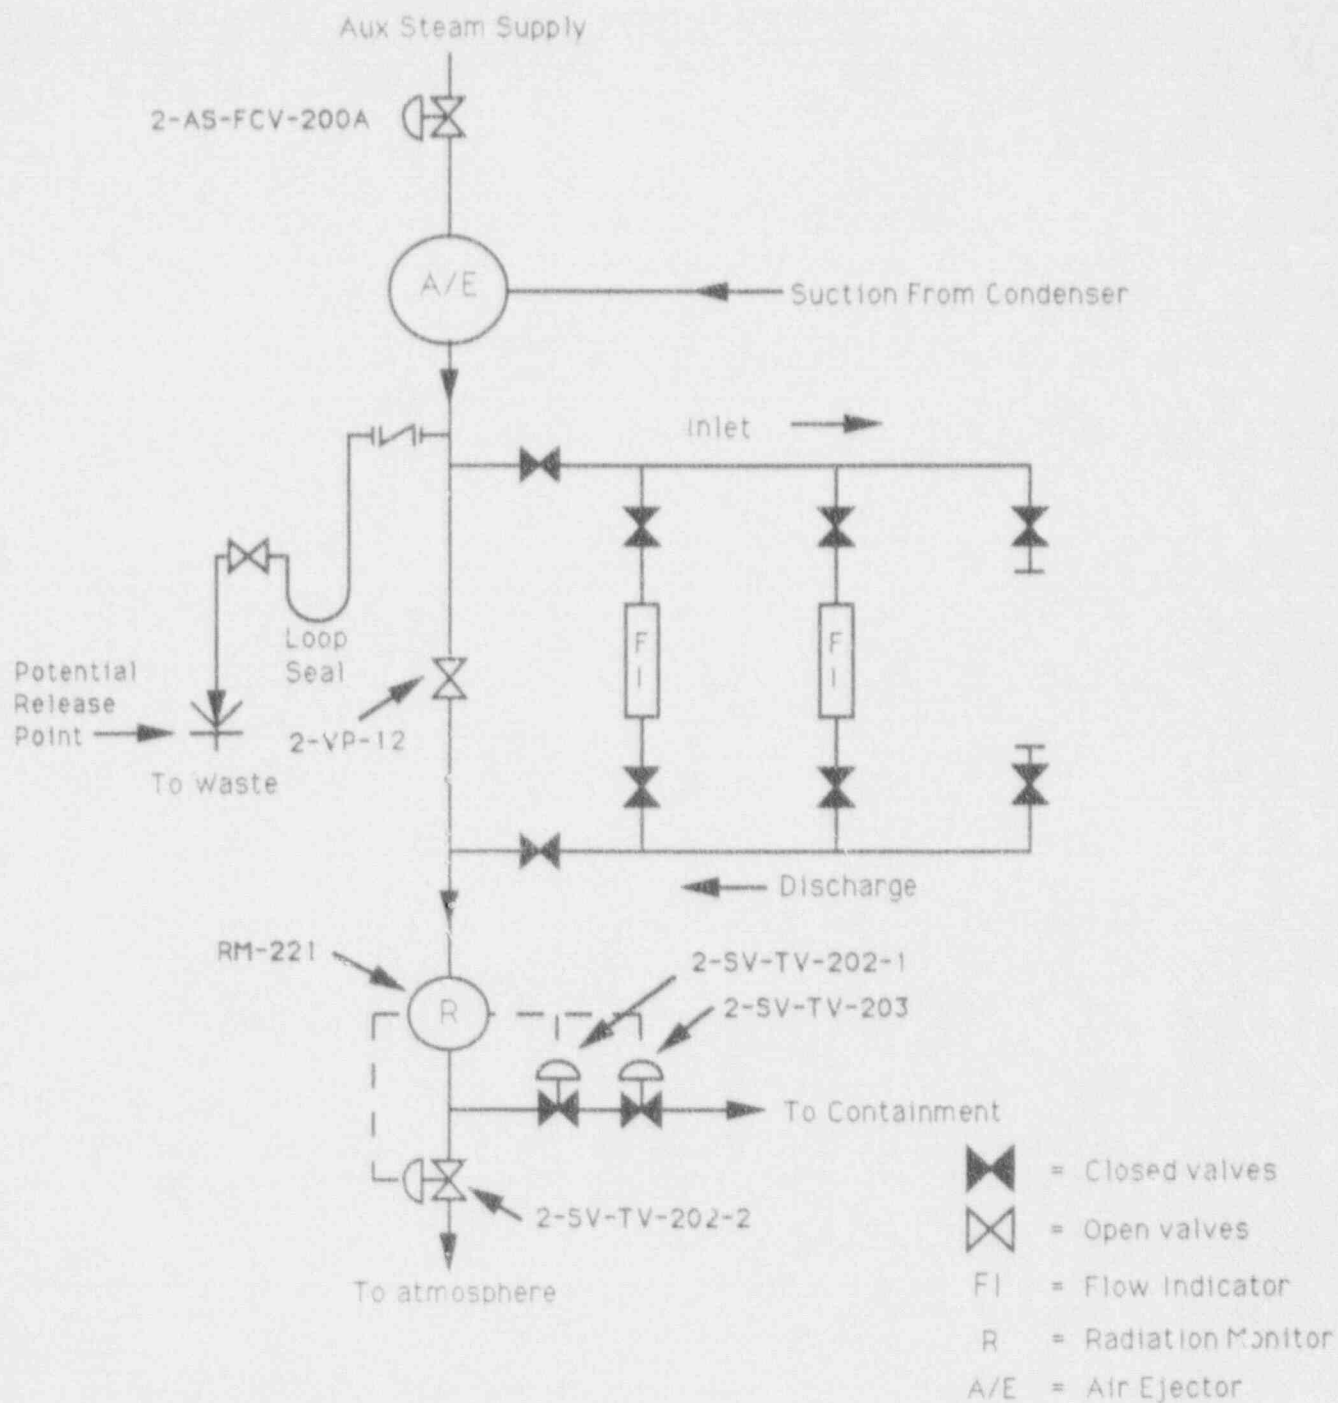 Aux Steam Supply
2-AS-FCV-200A
A/E
Suction From Condenser
Inlet
Loop
Seal
Potential
Release
Point
To waste
2-VP-12
F
I
F
I
Discharge
RM-221
R
2-SV-TV-202-1
2-SV-TV-203
To Containment
2-SV-TV-202-2
To atmosphere
= Closed valves
= Open valves
FI = Flow Indicator
R = Radiation Monitor
A/E = Air Ejector